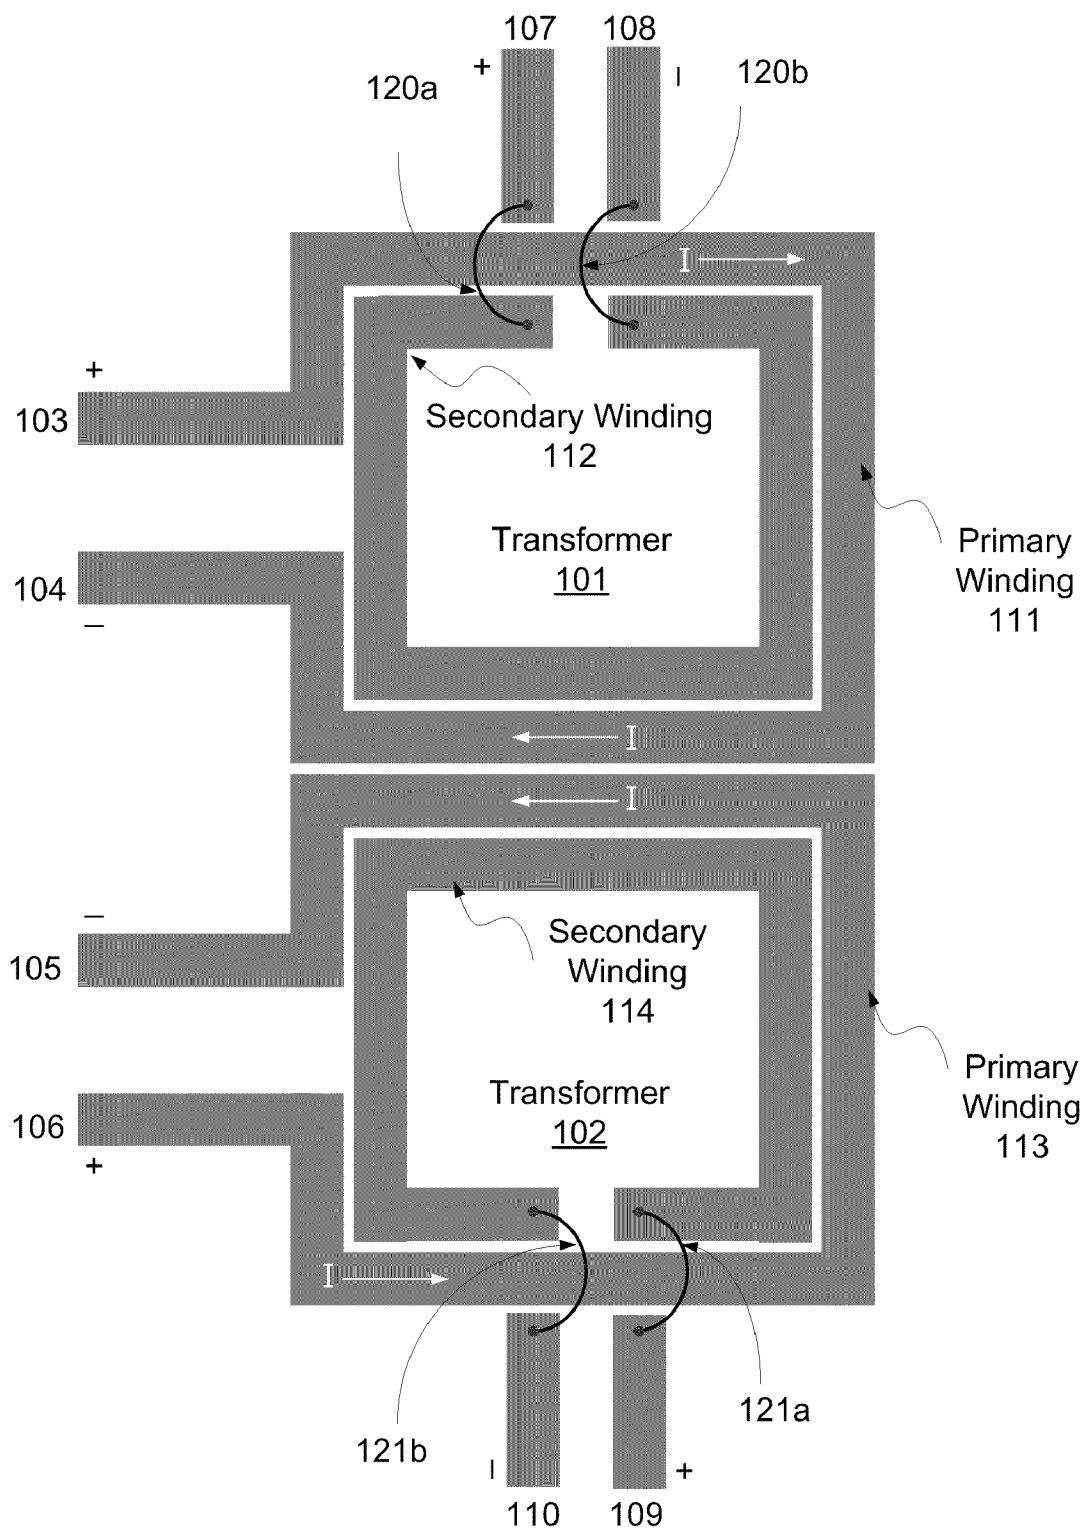 107
108
+
–
120a
120b
I
+
103
Secondary Winding
112
Transformer
101
Primary
Winding
111
104
–
I
I
–
105
Secondary
Winding
114
Transformer
102
Primary
Winding
113
106
+
I
121b
121a
–
+
110
109